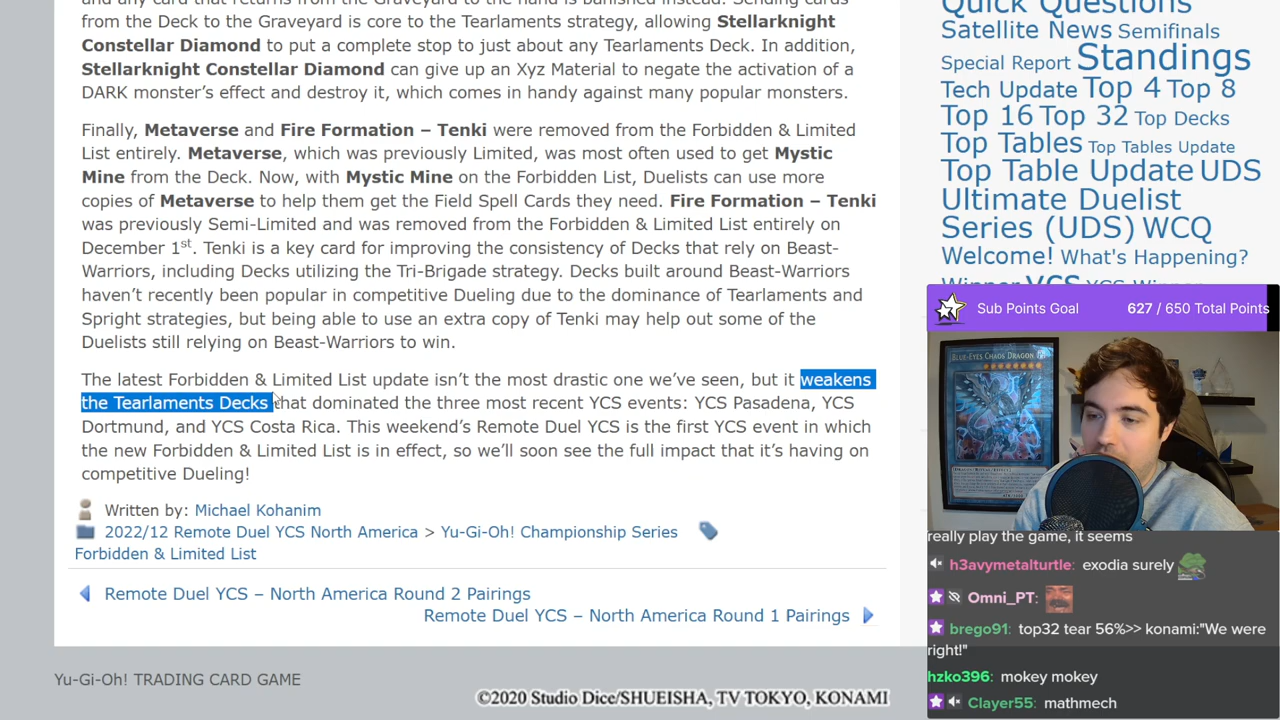 and any card that returns from the Graveyard is banished instead. Sending cards
from the Deck to the Graveyard is core to the Tearlaments strategy, allowing Stellarknight
Constellar Diamond to put a complete stop to just about any Tearlaments Deck. In addition,
Stellarknight Constellar Diamond can give up an Xyz Material to negate the activation of a
DARK monster's effect and destroy it, which comes in handy against many popular monsters.
Finally, Metaverse and Fire Formation – Tenki were removed from the Forbidden & Limited
List entirely. Metaverse, which was previously Limited, was most often used to get Mystic
Mine from the Deck. Now, with Mystic Mine on the Forbidden List, Duelists can use more
copies of Metaverse to help them get the Field Spell Cards they need. Fire Formation – Tenki
was previously Semi-Limited and was removed from the Forbidden & Limited List entirely on
December 1st. Tenki is a key card for improving the consistency of Decks that rely on Beast-
Warriors, including Decks utilizing the Tri-Brigade strategy. Decks built around Beast-Warriors
haven't recently been popular in competitive Dueling due to the dominance of Tearlaments and
Spright strategies, but being able to use an extra copy of Tenki may help out some of the
Duelists still relying on Beast-Warriors to win.
The latest Forbidden & Limited List update isn't the most drastic one we've seen, but it weakens
the Tearlaments Decks that dominated the three most recent YCS events: YCS Pasadena, YCS
Dortmund, and YCS Costa Rica. This weekend's Remote Duel YCS is the first YCS event in which
the new Forbidden & Limited List is in effect, so we'll soon see the full impact that it's having on
competitive Dueling!
Written by: Michael Kohanim
2022/12 Remote Duel YCS North America > Yu-Gi-Oh! Championship Series
Forbidden & Limited List
Remote Duel YCS – North America Round 2 Pairings
Remote Duel YCS – North America Round 1 Pairings
Yu-Gi-Oh! TRADING CARD GAME
©2020 Studio Dice/SHUEISHA, TV TOKYO, KONAMI
Quick Questions
Satellite News Semifinals
Special Report Standings
Tech Update Top 4 Top 8
Top 16 Top 32 Top Decks
Top Tables Top Tables Update
Top Table Update UDS
Ultimate Duelist
Series (UDS) WCQ
Welcome! What's Happening?
Winner YCS YCS Winner
Sub Points Goal 627 / 650 Total Points
BLUE-EYES CHAOS DRAGON
really play the game, it seems
h3avymetalturtle: exodia surely
Omni_PT:
brego91: top32 tear 56%>> konami:"We were
right!"
hzko396: mokey mokey
Clayer55: mathmech